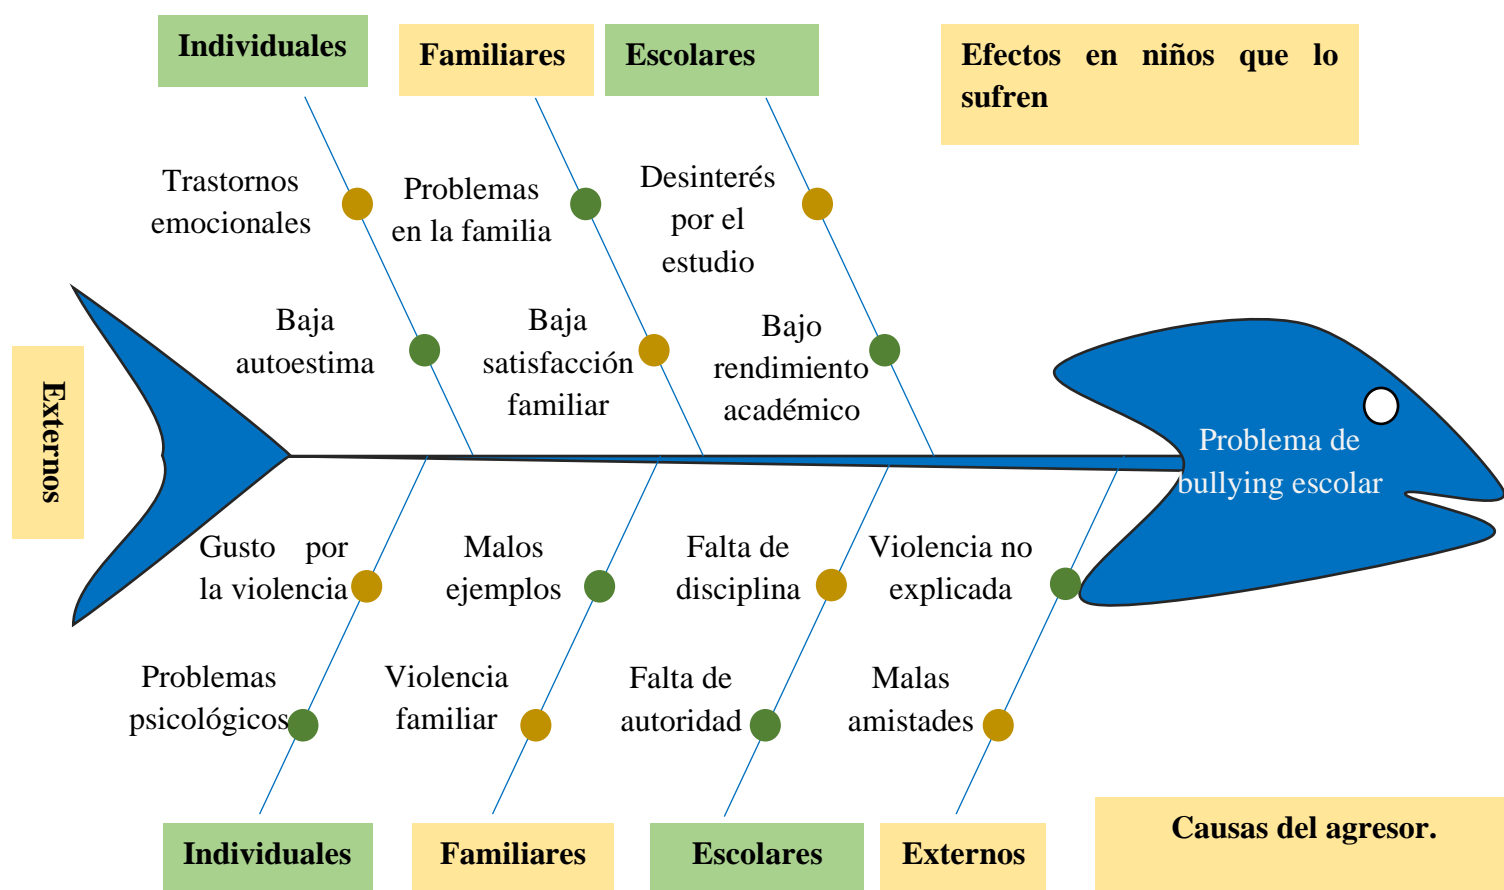 Individuales
Familiares
Escolares
Efectos en niños que lo
sufren
Trastornos
emocionales
Problemas
en la familia
Desinterés
por el
estudio
Baja
autoestima
Baja
satisfacción
familiar
Bajo
rendimiento
académico
Externos
Problema de
bullying escolar
Gusto por
la violencia
Malos
ejemplos
Falta de
disciplina
Violencia no
explicada
Problemas
psicológicos
Violencia
familiar
Falta de
autoridad
Malas
amistades
Individuales
Familiares
Escolares
Externos
Causas del agresor.